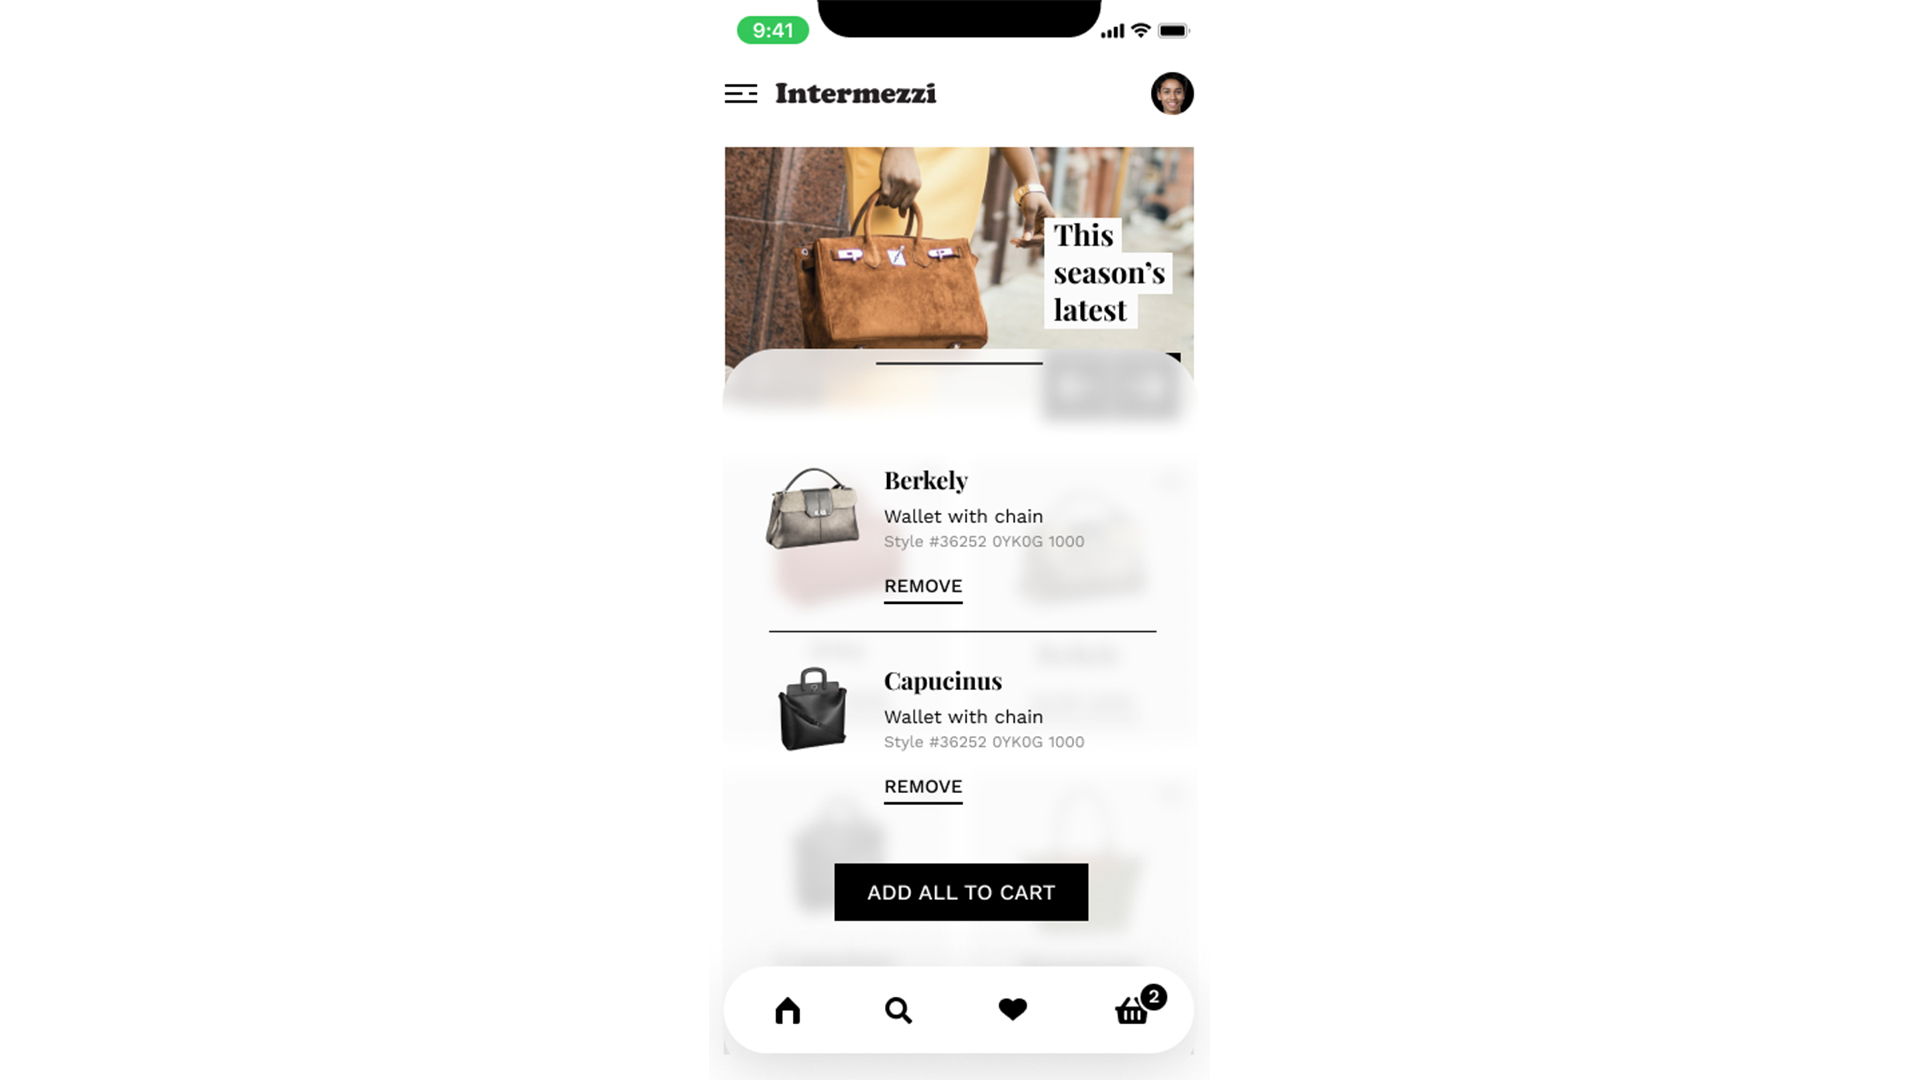 9:41
Intermezzi
This
season’s
latest
Berkely
Wallet with chain
Style #36252 0YK0G 1000
REMOVE
Capucinus
Wallet with chain
Style #36252 0YK0G 1000
REMOVE
ADD ALL TO CART
2